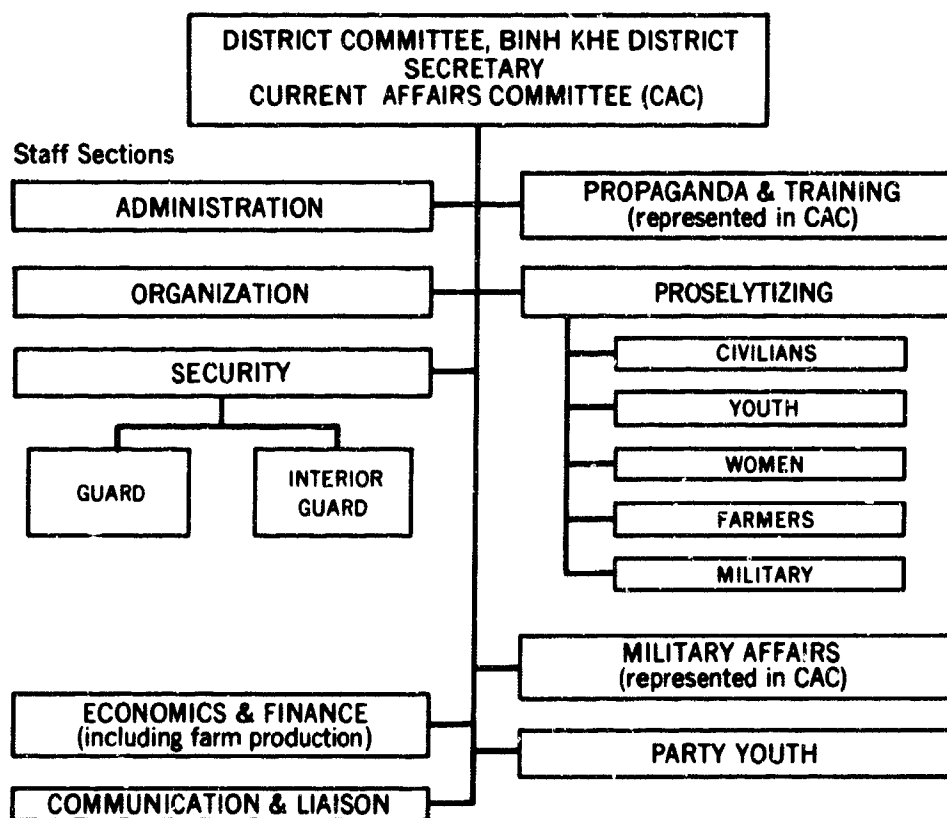 DISTRICT COMMITTEE, BINH KHE DISTRICT
SECRETARY
CURRENT AFFAIRS COMMITTEE (CAC)
Staff Sections
ADMINISTRATION
PROPAGANDA & TRAINING
(represented in CAC)
ORGANIZATION
PROSELYTIZING
SECURITY
CIVILIANS
YOUTH
WOMEN
FARMERS
MILITARY
GUARD
INTERIOR
GUARD
MILITARY AFFAIRS
(represented in CAC)
ECONOMICS & FINANCE
(including farm production)
PARTY YOUTH
COMMUNICATION & LIAISON